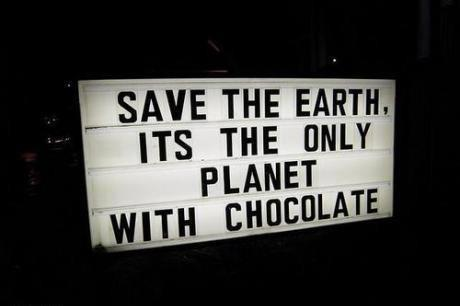 SAVE THE EARTH,
ITS THE ONLY
PLANET
WITH CHOCOLATE